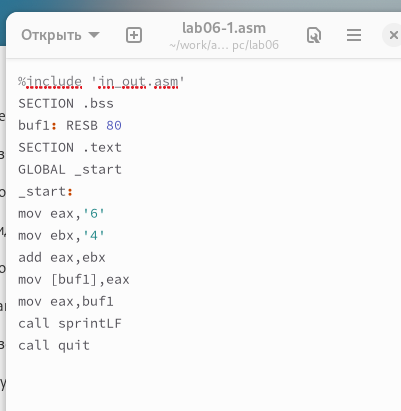 Открыть
lab06-1.asm
~/work/a... pc/lab06
%include 'in_out.asm'
SECTION .bss
buf1: RESB 80
SECTION .text
GLOBAL _start
_start:
mov eax,'6'
mov ebx,'4'
add eax,ebx
mov [buf1],eax
mov eax,buf1
call sprintLF
call quit